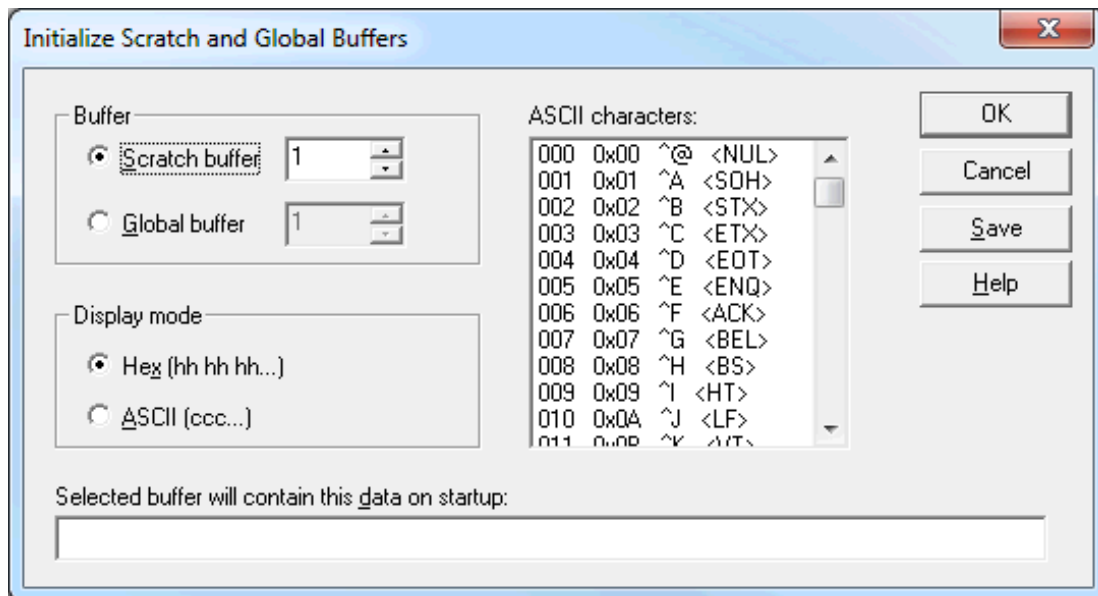 Initialize Scratch and Global Buffers
Buffer
Scratch buffer 1
Global buffer 1
Display mode
Hex (hh hh hh...)
ASCII (ccc...)
ASCII characters:
000 0x00 ^@ <NUL>
001 0x01 ^A <SOH>
002 0x02 ^B <STX>
003 0x03 ^C <ETX>
004 0x04 ^D <EOT>
005 0x05 ^E <ENQ>
006 0x06 ^F <ACK>
007 0x07 ^G <BEL>
008 0x08 ^H <BS>
009 0x09 ^I <HT>
010 0x0A ^J <LF>
011 0x0B ^K <VT>
OK
Cancel
Save
Help
Selected buffer will contain this data on startup: